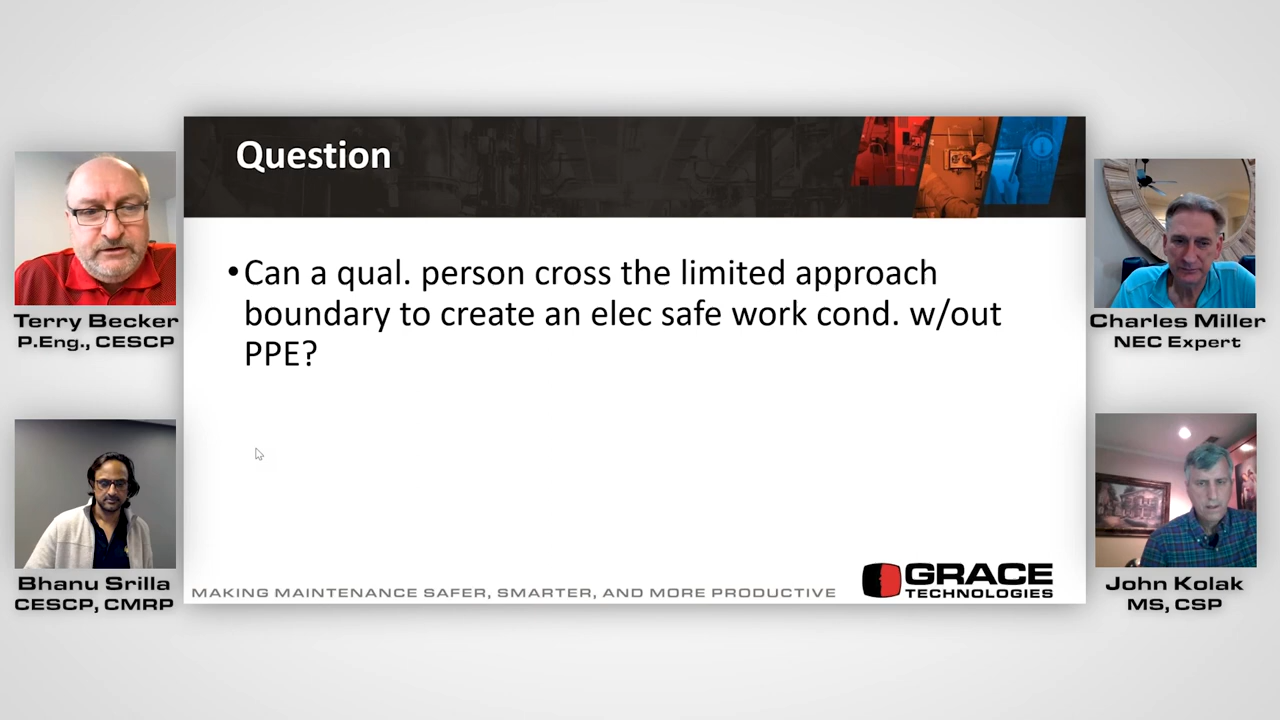 Question
•Can a qual. person cross the limited approach
boundary to create an elec safe work cond. w/out
PPE?
Terry Becker
P.Eng., CESCP
Charles Miller
NEC Expert
Bhanu Srilla
CESCP, CMRP
John Kolak
MS, CSP
MAKING MAINTENANCE SAFER, SMARTER, AND MORE PRODUCTIVE
GRACE
TECHNOLOGIES